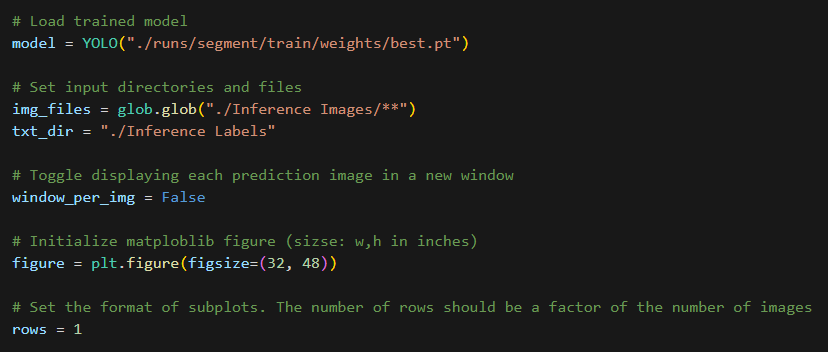 # Load trained model
model = YOLO("./runs/segment/train/weights/best.pt")
# Set input directories and files
img_files = glob.glob("./Inference Images/**")
txt_dir = "./Inference Labels"
# Toggle displaying each prediction image in a new window
window_per_img = False
# Initialize matploblib figure (sizse: w,h in inches)
figure = plt.figure(figsize=(32, 48))
# Set the format of subplots. The number of rows should be a factor of the number of images
rows = 1